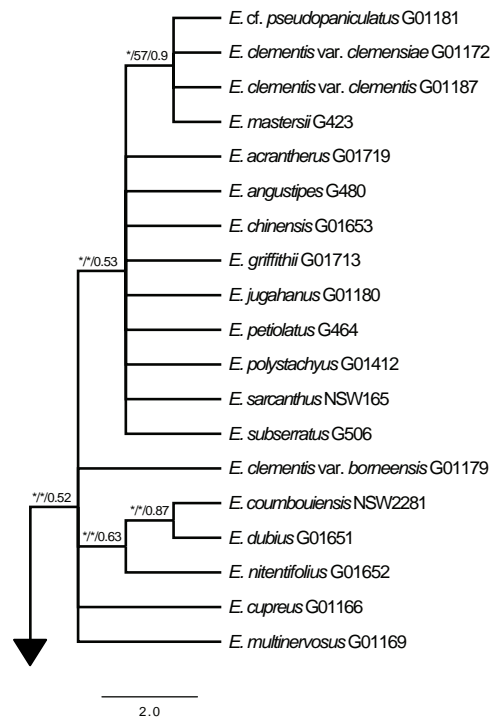 E. cf. pseudopaniculatus G01181
*/57/0.9
E. clementis var. clemensiae G01172
E. clementis var. clementis G01187
E. mastersii G423
E. acrantherus G01719
E. angustipes G480
E. chinensis G01653
*/*/0.53
E. griffithii G01713
E. jugahanus G01180
E. petiolatus G464
E. polystachyus G01412
E. sarcanthus NSW165
E. subserratus G506
E. clementis var. borneensis G01179
*/*/0.52
*/*/0.87
E. coumbouiensis NSW2281
*/*/0.63
E. dubius G01651
E. nitentifolius G01652
E. cupreus G01166
E. multinervosus G01169
2.0